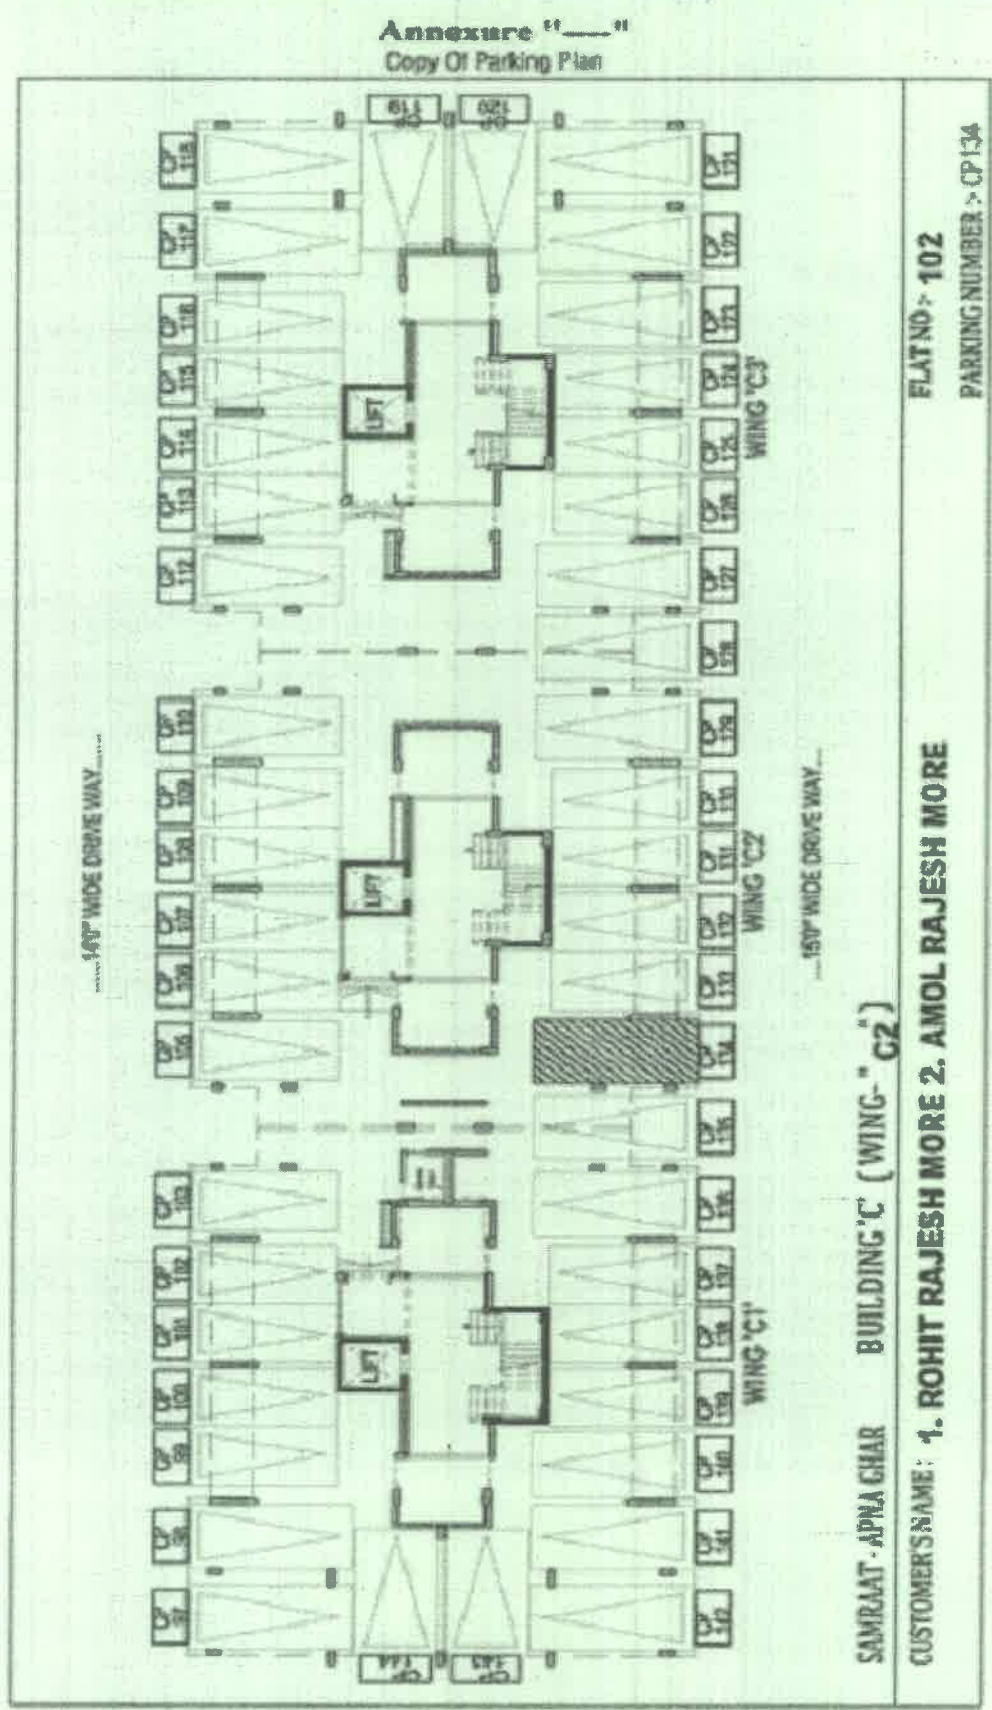 Annexure "___"
Copy Of Parking Plan
CP 118
CP 117
CP 116
CP 115
CP 114
CP 113
CP 112
CP 110
CP 109
CP 108
CP 107
CP 106
CP 105
CP 103
CP 102
CP 101
CP 100
CP 99
CP 98
CP 97
CP 119
CP 120
CP 121
CP 122
CP 123
CP 124
CP 125
CP 126
CP 127
CP 128
CP 129
CP 130
CP 131
CP 132
CP 133
CP 134
CP 135
CP 136
CP 137
CP 138
CP 139
CP 140
CP 141
CP 142
CP 143
CP 144
LIFT
LIFT
LIFT
WING 'C1'
WING 'C2'
WING 'C3'
WIDE DRIVE WAY
15'0" WIDE DRIVE WAY
SAMRAAT - APNA GHAR BUILDING 'C' (WING-" C2")
CUSTOMERS NAME: 1. ROHIT RAJESH MORE 2. AMOL RAJESH MORE
FLAT NO:- 102
PARKING NUMBER :- CP 134